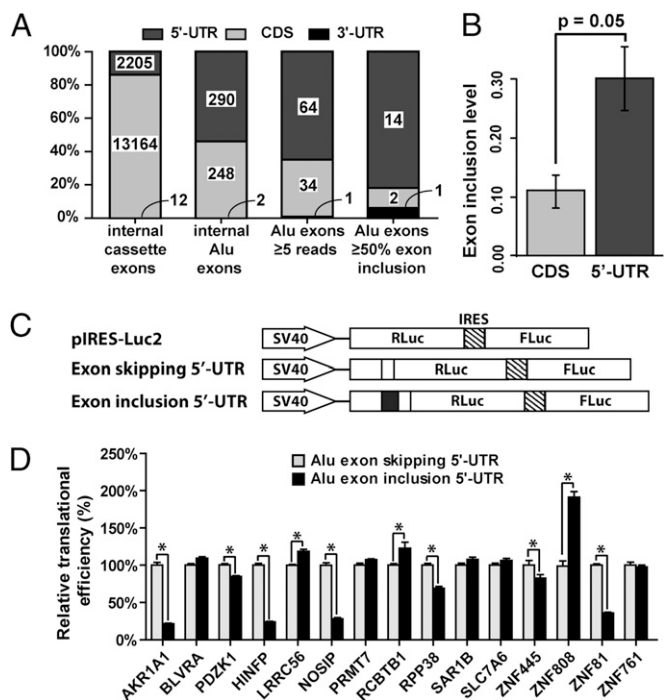 A
5'-UTR CDS 3'-UTR
100%
80%
60%
40%
20%
0%
2205
13164
12
290
248
2
64
34
1
14
2
1
internal
cassette
exons
internal
Alu
exons
Alu exons
≥5 reads
Alu exons
≥50% exon
inclusion
B
p = 0.05
Exon inclusion level
0.30
0.20
0.10
0.00
CDS 5'-UTR
C
IRES
pIRES-Luc2 SV40 RLuc FLuc
Exon skipping 5'-UTR SV40 RLuc FLuc
Exon inclusion 5'-UTR SV40 RLuc FLuc
D
Relative translational
efficiency (%)
250%
200%
150%
100%
50%
0%
Alu exon skipping 5'-UTR
Alu exon inclusion 5'-UTR
* * * * * * * * * *
AKR1A1
BLVRA
PDZK1
HINFP
LRRC56
NOSIP
PRMT7
RCBTB1
RPP38
SAR1B
SLC7A6
ZNF445
ZNF808
ZNF81
ZNF761